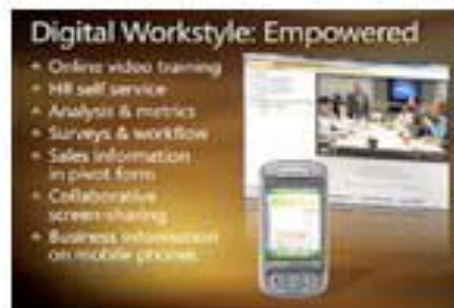 Digital Workstyle: Empowered
Online video training
HR self service
Analysis & metrics
Surveys & workflow
Sales information
in pivot form
Collaborative
screen-sharing
Business information
on mobile phones